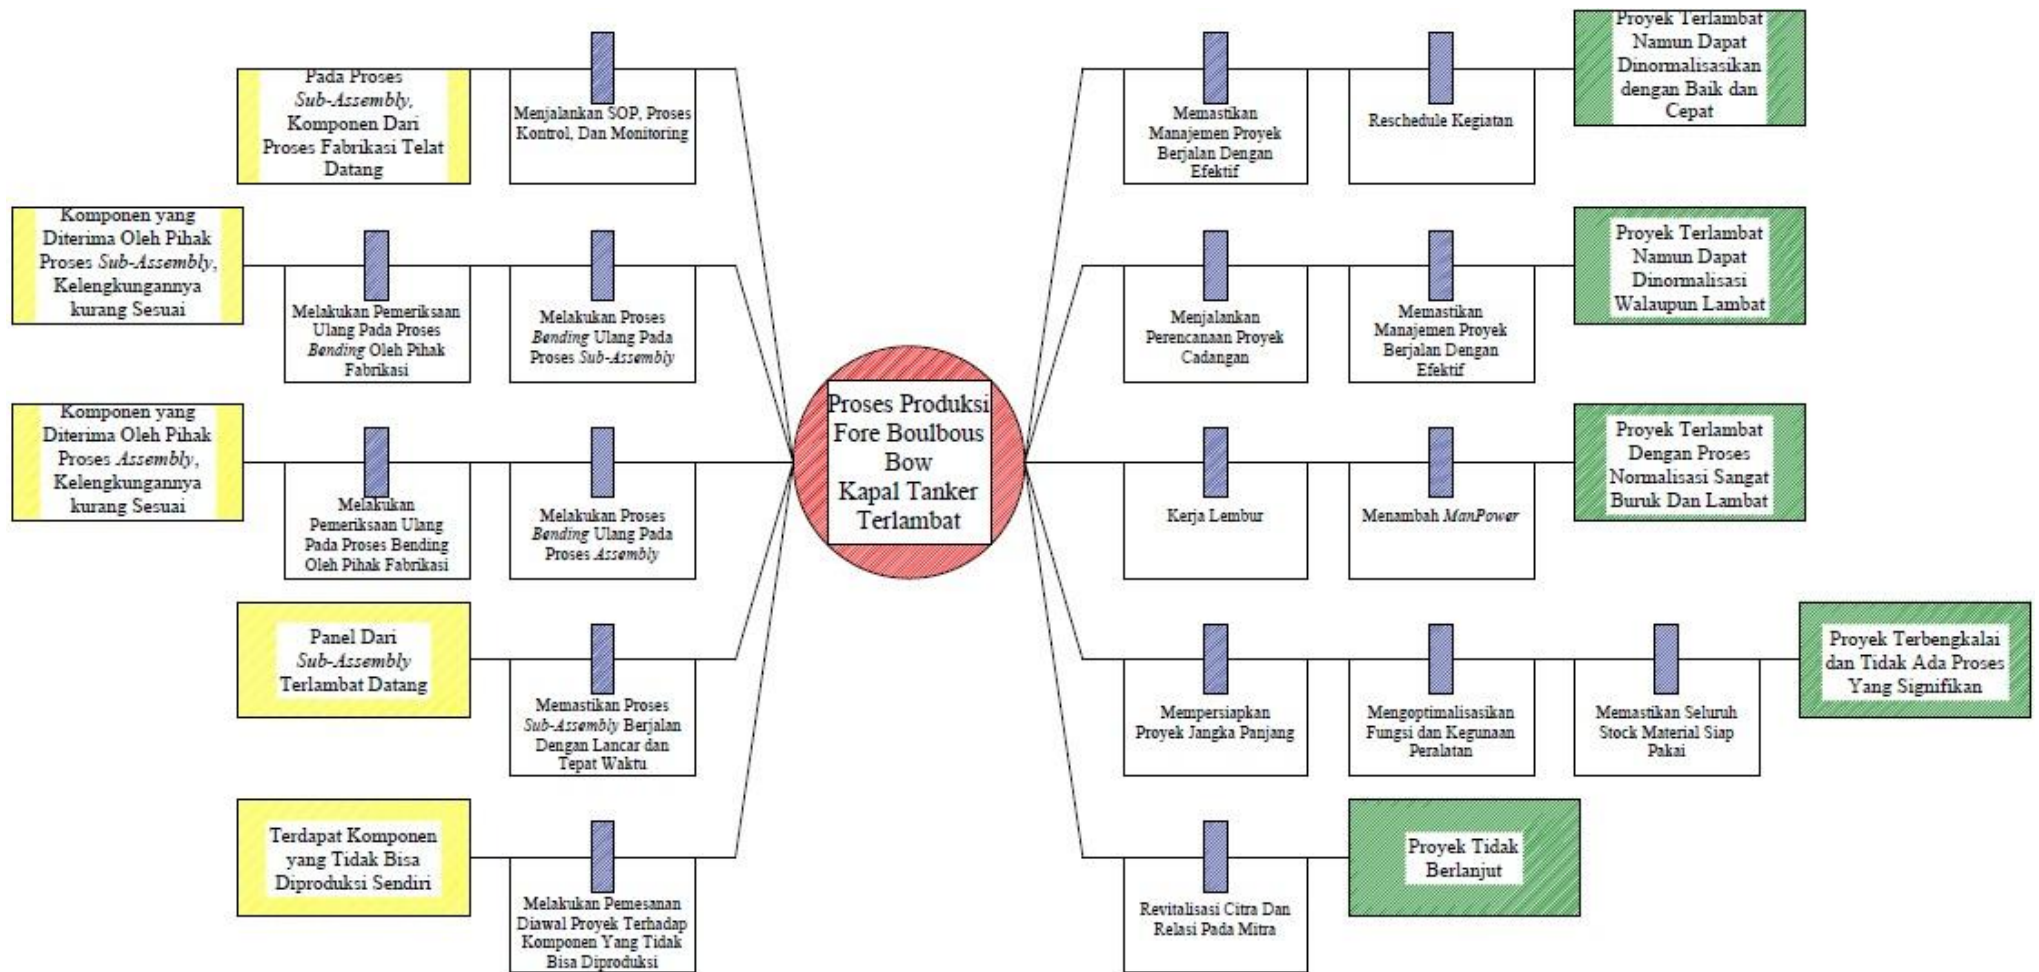 Pada Proses
Sub-Assembly,
Komponen Dari
Proses Fabrikasi Telat
Datang
Menjalankan SOP, Proses
Kontrol, Dan Monitoring
Komponen yang
Diterima Oleh Pihak
Proses Sub-Assembly,
Kelengkungannya
kurang Sesuai
Melakukan Pemeriksaan
Ulang Pada Proses
Bending Oleh Pihak
Fabrikasi
Melakukan Proses
Bending Ulang Pada
Proses Sub-Assembly
Komponen yang
Diterima Oleh Pihak
Proses Assembly,
Kelengkungannya
kurang Sesuai
Melakukan
Pemeriksaan Ulang
Pada Proses Bending
Oleh Pihak Fabrikasi
Melakukan Proses
Bending Ulang Pada
Proses Assembly
Panel Dari
Sub-Assembly
Terlambat Datang
Memastikan Proses
Sub-Assembly Berjalan
Dengan Lancar dan
Tepat Waktu
Terdapat Komponen
yang Tidak Bisa
Diproduksi Sendiri
Melakukan Pemesanan
Diawal Proyek Terhadap
Komponen Yang Tidak
Bisa Diproduksi
Proses Produksi
Fore Boulbous
Bow
Kapal Tanker
Terlambat
Memastikan
Manajemen Proyek
Berjalan Dengan
Efektif
Reschedule Kegiatan
Proyek Terlambat
Namun Dapat
Dinormalisasikan
dengan Baik dan
Cepat
Menjalankan
Perencanaan Proyek
Cadangan
Memastikan
Manajemen Proyek
Berjalan Dengan
Efektif
Proyek Terlambat
Namun Dapat
Dinormalisasi
Walaupun Lambat
Kerja Lembur
Menambah ManPower
Proyek Terlambat
Dengan Proses
Normalisasi Sangat
Buruk Dan Lambat
Mempersiapkan
Proyek Jangka Panjang
Mengoptimalisasikan
Fungsi dan Kegunaan
Peralatan
Memastikan Seluruh
Stock Material Siap
Pakai
Proyek Terbengkalai
dan Tidak Ada Proses
Yang Signifikan
Revitalisasi Citra Dan
Relasi Pada Mitra
Proyek Tidak
Berlanjut